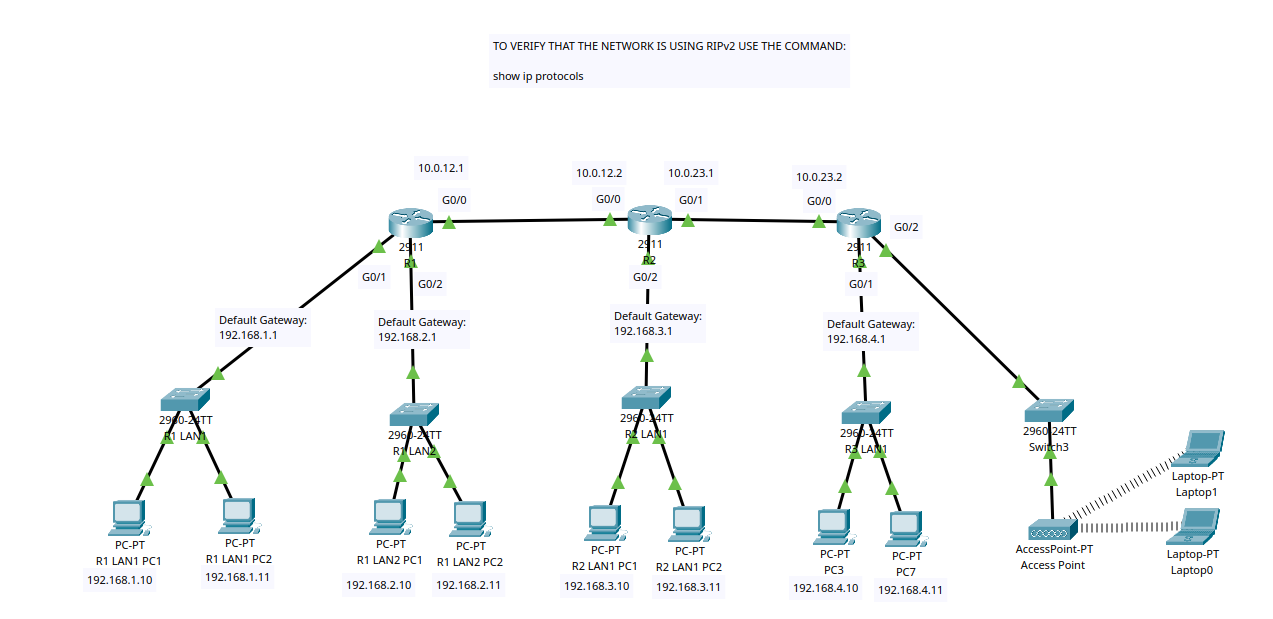 TO VERIFY THAT THE NETWORK IS USING RIPv2 USE THE COMMAND:
show ip protocols
10.0.12.1
10.0.12.2
10.0.23.1
10.0.23.2
G0/0
G0/0
G0/1
G0/0
G0/2
2911
R1
2911
R2
2911
R3
G0/1
G0/2
G0/2
G0/1
Default Gateway:
192.168.1.1
Default Gateway:
192.168.2.1
Default Gateway:
192.168.3.1
Default Gateway:
192.168.4.1
2960-24TT
R1 LAN1
2960-24TT
R1 LAN2
2960-24TT
R2 LAN1
2960-24TT
R3 LAN1
2960-24TT
Switch3
Laptop-PT
Laptop1
PC-PT
R1 LAN1 PC1
192.168.1.10
PC-PT
R1 LAN1 PC2
192.168.1.11
PC-PT
R1 LAN2 PC1
192.168.2.10
PC-PT
R1 LAN2 PC2
192.168.2.11
PC-PT
R2 LAN1 PC1
192.168.3.10
PC-PT
R2 LAN1 PC2
192.168.3.11
PC-PT
PC3
192.168.4.10
PC-PT
PC7
192.168.4.11
AccessPoint-PT
Access Point
Laptop-PT
Laptop0